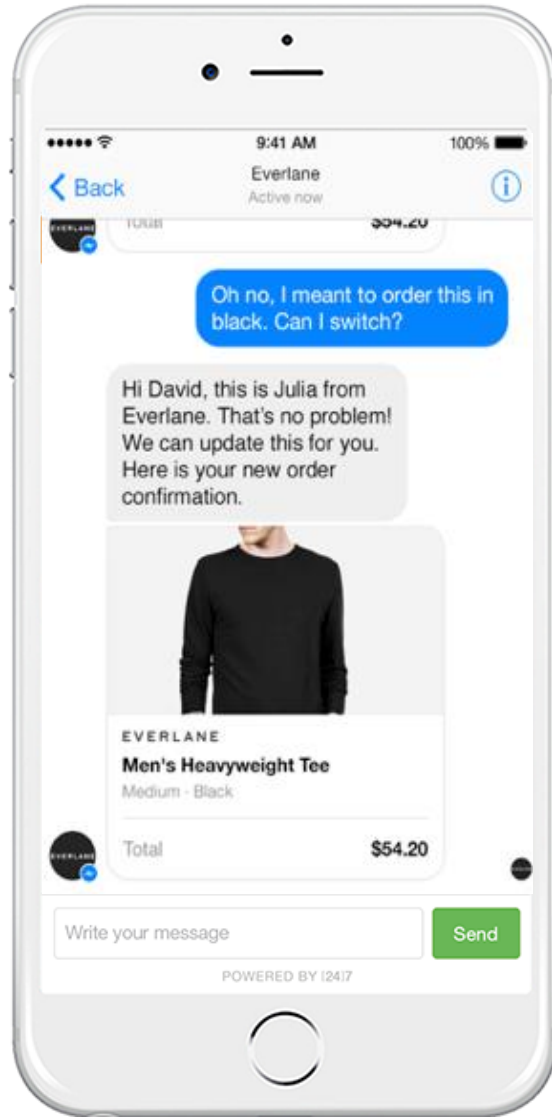 9:41 AM 100%
Back Everlane
Active now
EVERLANE Total $54.20
Oh no, I meant to order this in
black. Can I switch?
Hi David, this is Julia from
Everlane. That's no problem!
We can update this for you.
Here is your new order
confirmation.
EVERLANE
Men's Heavyweight Tee
Medium - Black
EVERLANE Total $54.20
Write your message Send
POWERED BY [24]7